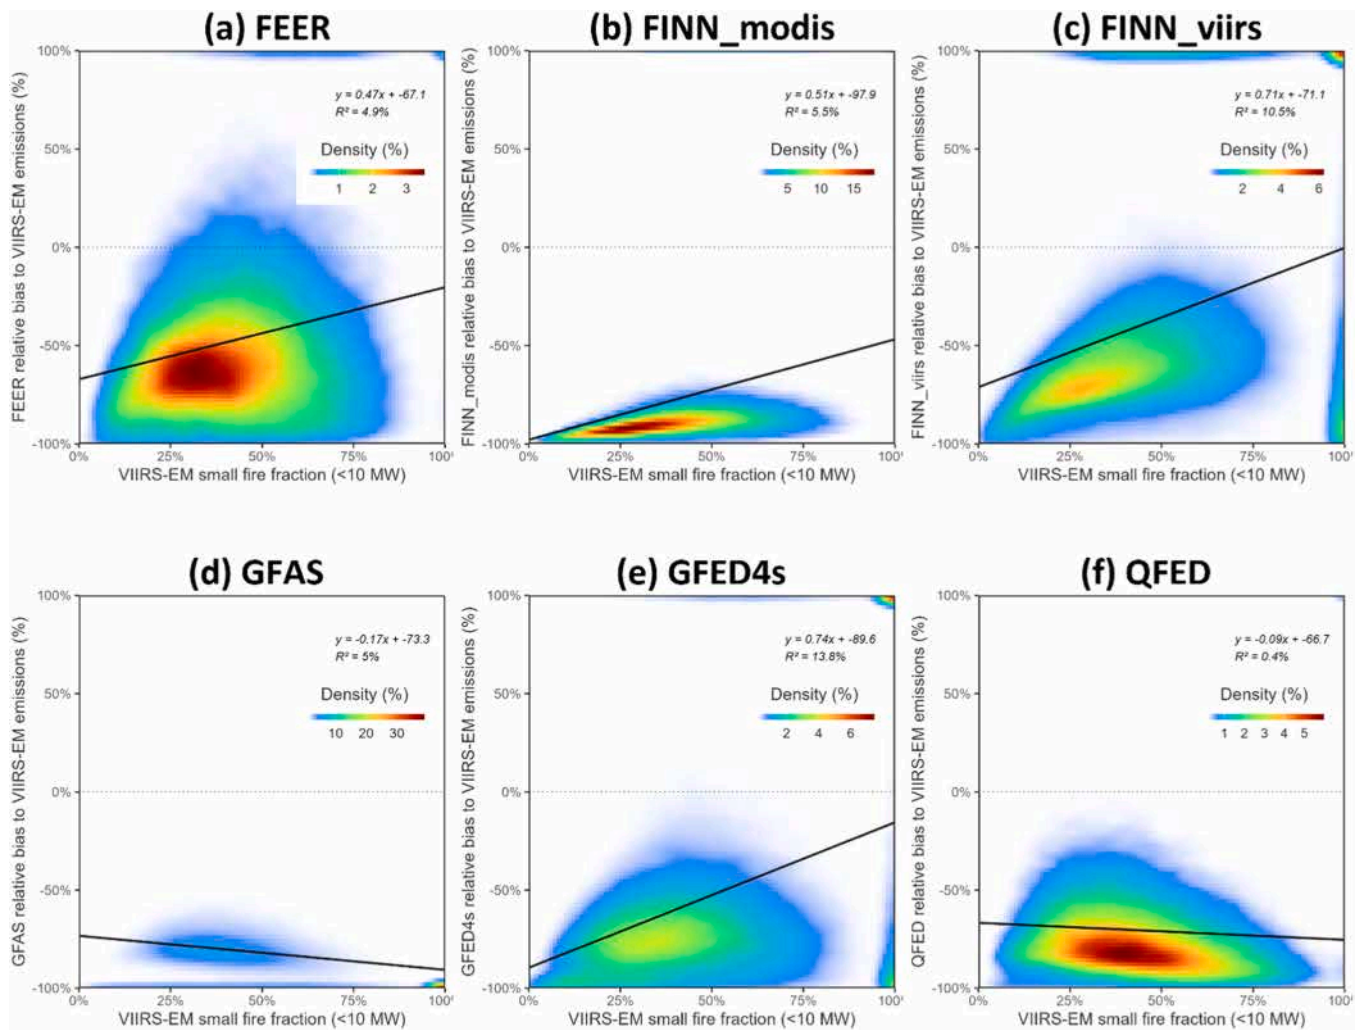 (a) FEER
(b) FINN_modis
(c) FINN_viirs
FEER relative bias to VIIRS-EM emissions (%)
100%
50%
0%
-50%
-100%
y = 0.47x + -67.1
R² = 4.9%
Density (%)
1 2 3
0% 25% 50% 75% 100'
VIIRS-EM small fire fraction (<10 MW)
FINN_modis relative bias to VIIRS-EM emissions (%)
100%
50%
0%
-50%
-100%
y = 0.51x + -97.9
R² = 5.5%
Density (%)
5 10 15
0% 25% 50% 75% 100'
VIIRS-EM small fire fraction (<10 MW)
FINN_viirs relative bias to VIIRS-EM emissions (%)
100%
50%
0%
-50%
-100%
y = 0.71x + -71.1
R² = 10.5%
Density (%)
2 4 6
0% 25% 50% 75% 100'
VIIRS-EM small fire fraction (<10 MW)
(d) GFAS
(e) GFED4s
(f) QFED
GFAS relative bias to VIIRS-EM emissions (%)
100%
50%
0%
-50%
-100%
y = -0.17x + -73.3
R² = 5%
Density (%)
10 20 30
0% 25% 50% 75% 100'
VIIRS-EM small fire fraction (<10 MW)
GFED4s relative bias to VIIRS-EM emissions (%)
100%
50%
0%
-50%
-100%
y = 0.74x + -89.6
R² = 13.8%
Density (%)
2 4 6
0% 25% 50% 75% 100'
VIIRS-EM small fire fraction (<10 MW)
QFED relative bias to VIIRS-EM emissions (%)
100%
50%
0%
-50%
-100%
y = -0.09x + -66.7
R² = 0.4%
Density (%)
1 2 3 4 5
0% 25% 50% 75% 100'
VIIRS-EM small fire fraction (<10 MW)